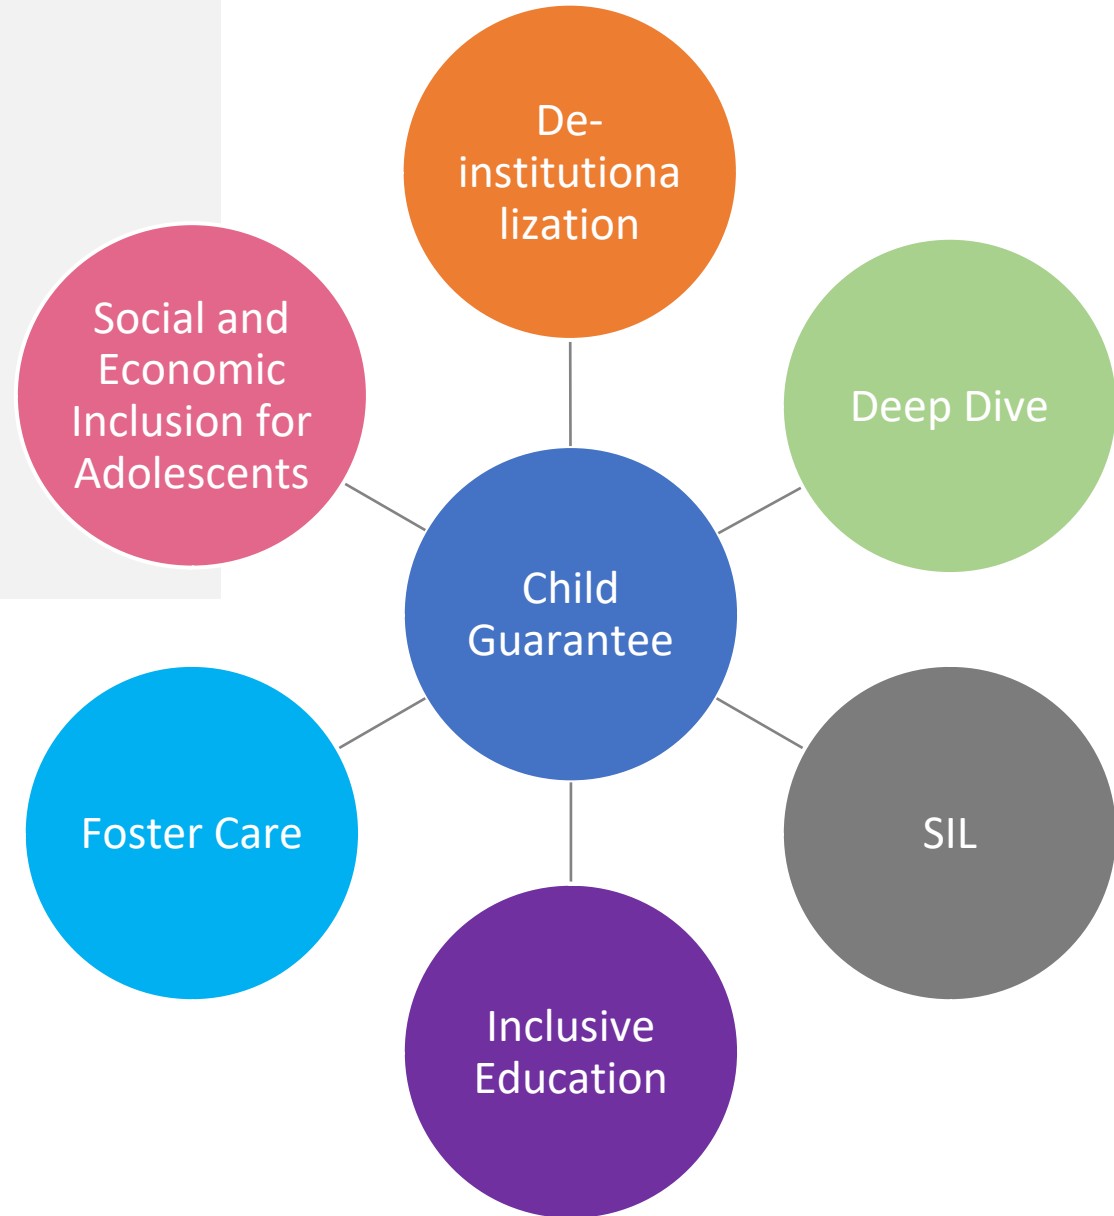 De-
institutiona
lization
Social and
Economic
Inclusion for
Adolescents
Deep Dive
Child
Guarantee
Foster Care
SIL
Inclusive
Education